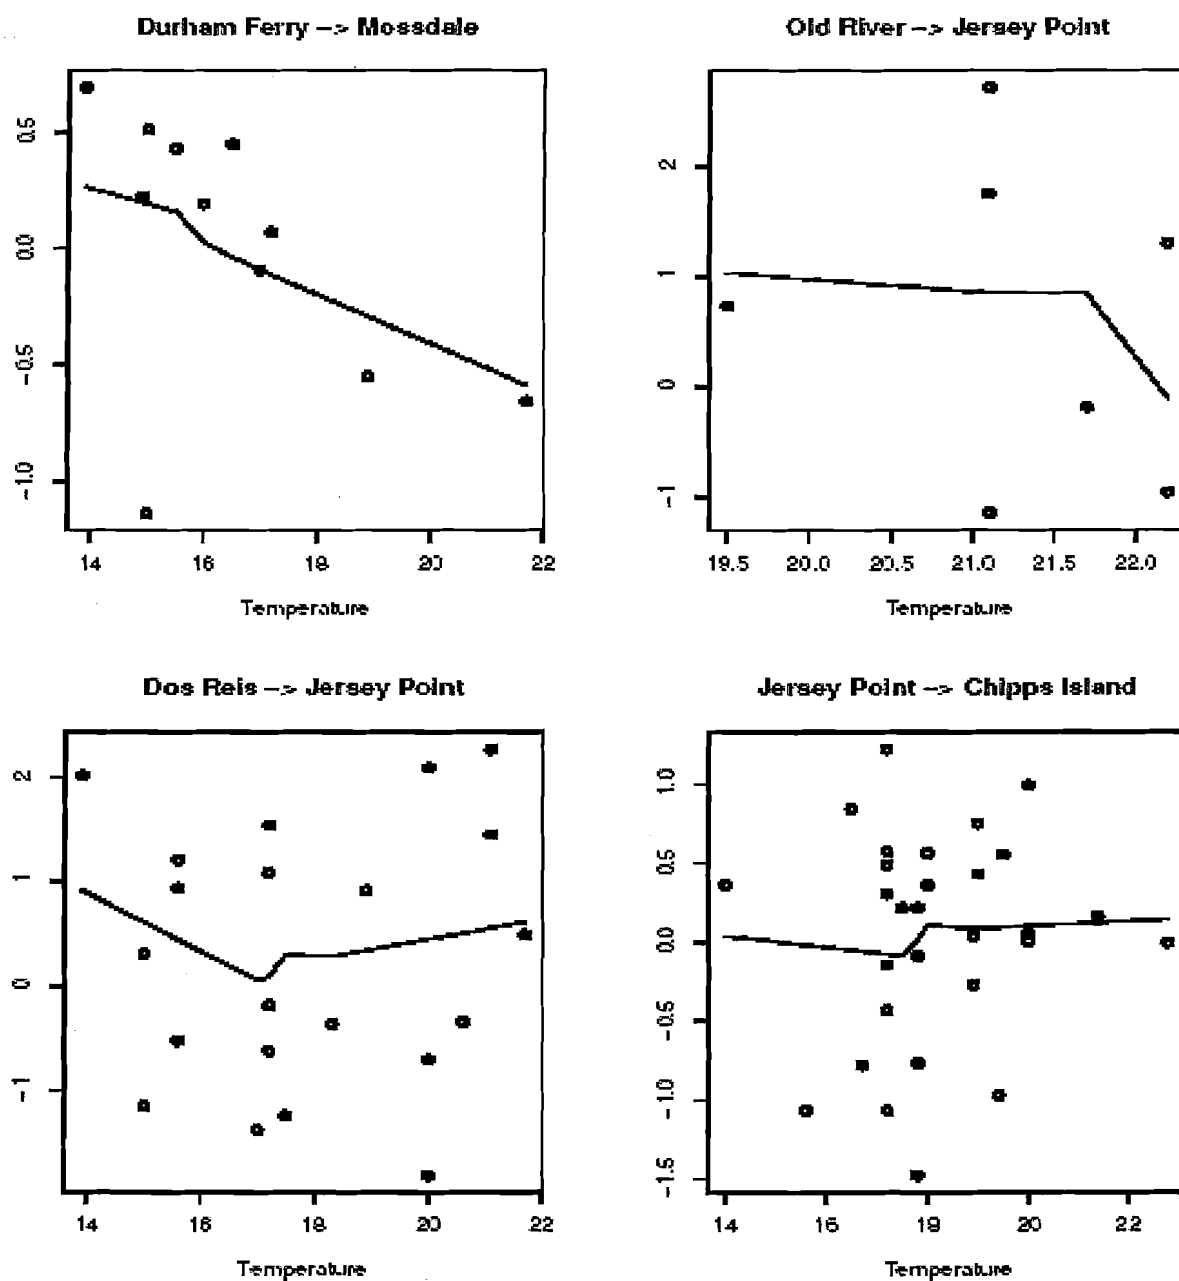 Durham Ferry --> Mossdale
0.5
0.0
-0.5
-1.0
14 16 18 20 22
Temperature
Old River --> Jersey Point
2
1
0
-1
19.5 20.0 20.5 21.0 21.5 22.0
Temperature
Dos Reis --> Jersey Point
2
1
0
-1
14 16 18 20 22
Temperature
Jersey Point --> Chipps Island
1.0
0.5
0.0
-0.5
-1.0
-1.5
14 16 18 20 22
Temperature